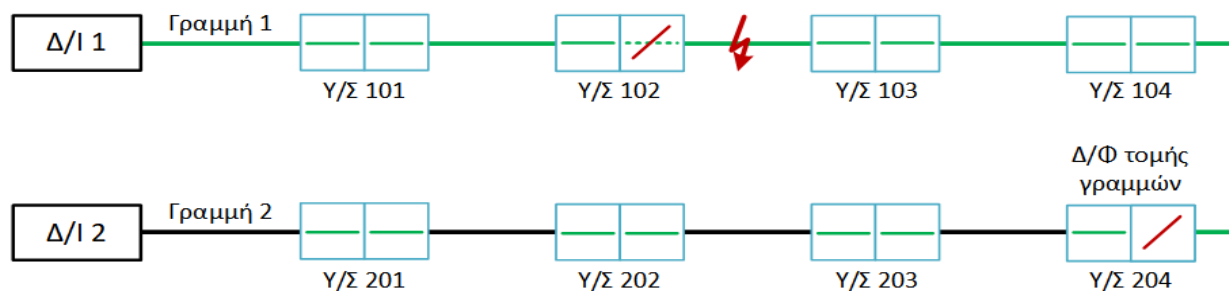 Δ/Ι 1
Γραμμή 1
Υ/Σ 101
Υ/Σ 102
Υ/Σ 103
Υ/Σ 104
Δ/Φ τομής
γραμμών
Δ/Ι 2
Γραμμή 2
Υ/Σ 201
Υ/Σ 202
Υ/Σ 203
Υ/Σ 204